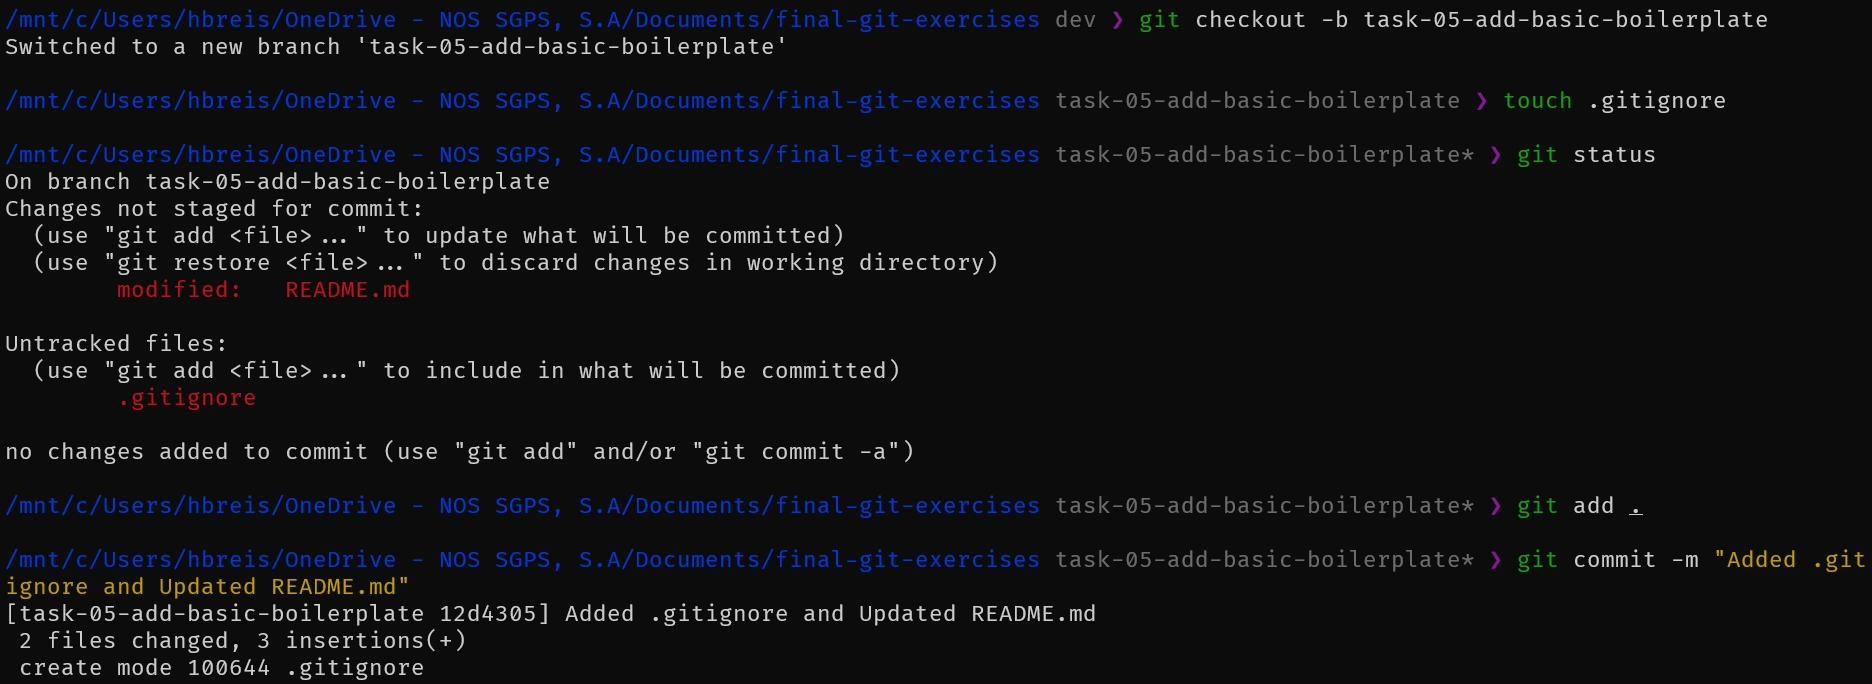 /mnt/c/Users/hbreis/OneDrive - NOS SGPS, S.A/Documents/final-git-exercises dev ❯ git checkout -b task-05-add-basic-boilerplate
Switched to a new branch 'task-05-add-basic-boilerplate'
/mnt/c/Users/hbreis/OneDrive - NOS SGPS, S.A/Documents/final-git-exercises task-05-add-basic-boilerplate ❯ touch .gitignore
/mnt/c/Users/hbreis/OneDrive - NOS SGPS, S.A/Documents/final-git-exercises task-05-add-basic-boilerplate* ❯ git status
On branch task-05-add-basic-boilerplate
Changes not staged for commit:
  (use "git add <file>..." to update what will be committed)
  (use "git restore <file>..." to discard changes in working directory)
        modified:   README.md
Untracked files:
  (use "git add <file>..." to include in what will be committed)
        .gitignore
no changes added to commit (use "git add" and/or "git commit -a")
/mnt/c/Users/hbreis/OneDrive - NOS SGPS, S.A/Documents/final-git-exercises task-05-add-basic-boilerplate* ❯ git add .
/mnt/c/Users/hbreis/OneDrive - NOS SGPS, S.A/Documents/final-git-exercises task-05-add-basic-boilerplate* ❯ git commit -m "Added .git
ignore and Updated README.md"
[task-05-add-basic-boilerplate 12d4305] Added .gitignore and Updated README.md
 2 files changed, 3 insertions(+)
 create mode 100644 .gitignore